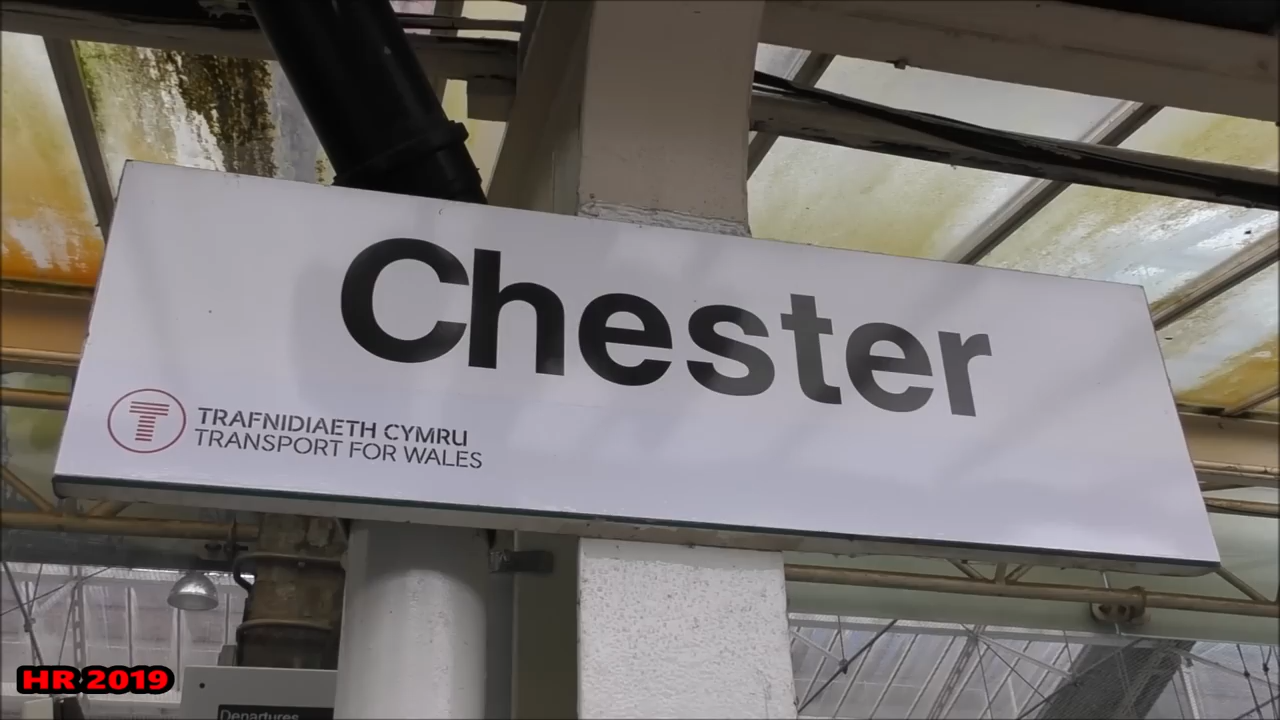 Chester
T TRAFNIDIAETH CYMRU
TRANSPORT FOR WALES
HR 2019
Departures